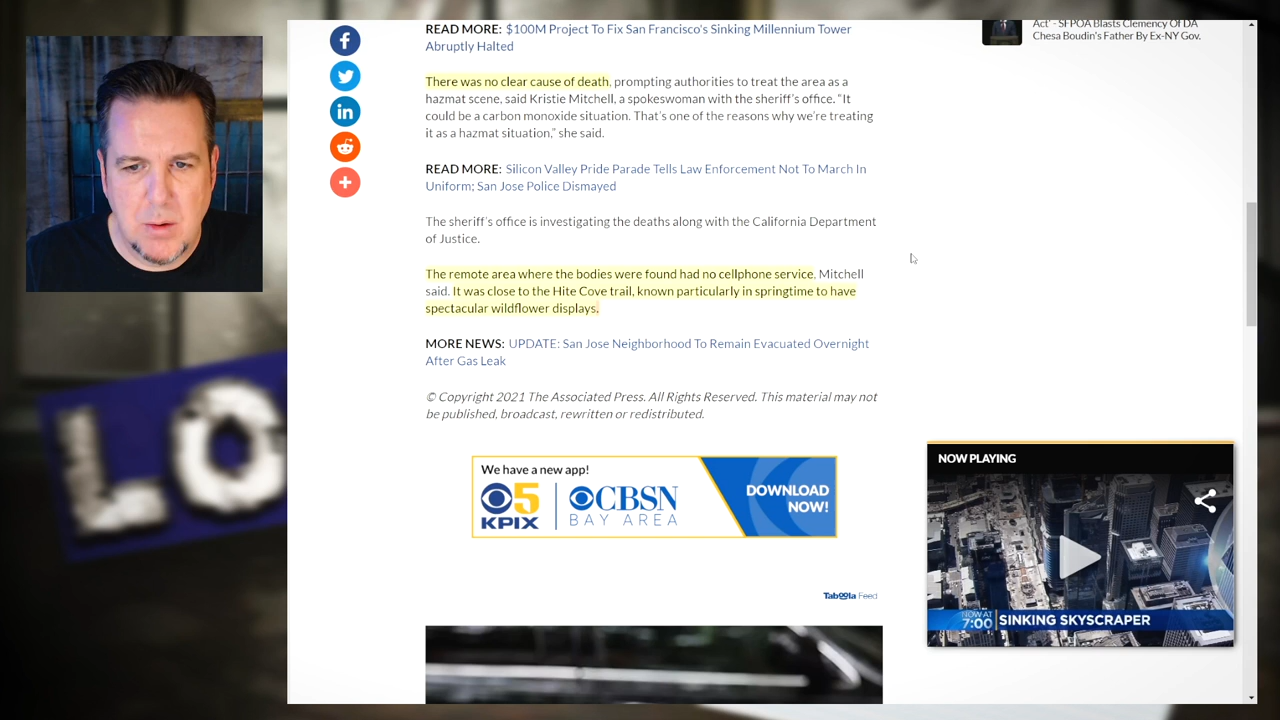 READ MORE: $100M Project To Fix San Francisco's Sinking Millennium Tower
Abruptly Halted
There was no clear cause of death, prompting authorities to treat the area as a
hazmat scene, said Kristie Mitchell, a spokeswoman with the sheriff's office. "It
could be a carbon monoxide situation. That's one of the reasons why we're treating
it as a hazmat situation," she said.
READ MORE: Silicon Valley Pride Parade Tells Law Enforcement Not To March In
Uniform; San Jose Police Dismayed
The sheriff's office is investigating the deaths along with the California Department
of Justice.
The remote area where the bodies were found had no cellphone service, Mitchell
said. It was close to the Hite Cove trail, known particularly in springtime to have
spectacular wildflower displays.
MORE NEWS: UPDATE: San Jose Neighborhood To Remain Evacuated Overnight
After Gas Leak
© Copyright 2021 The Associated Press. All Rights Reserved. This material may not
be published, broadcast, rewritten or redistributed.
We have a new app!
5
KPIX
CBSN
BAY AREA
DOWNLOAD
NOW!
Taboola Feed
Act' - SFPOA Blasts Clemency Of DA
Chesa Boudin's Father By Ex-NY Gov.
NOW PLAYING
NOW AT
7:00
SINKING SKYSCRAPER
LO